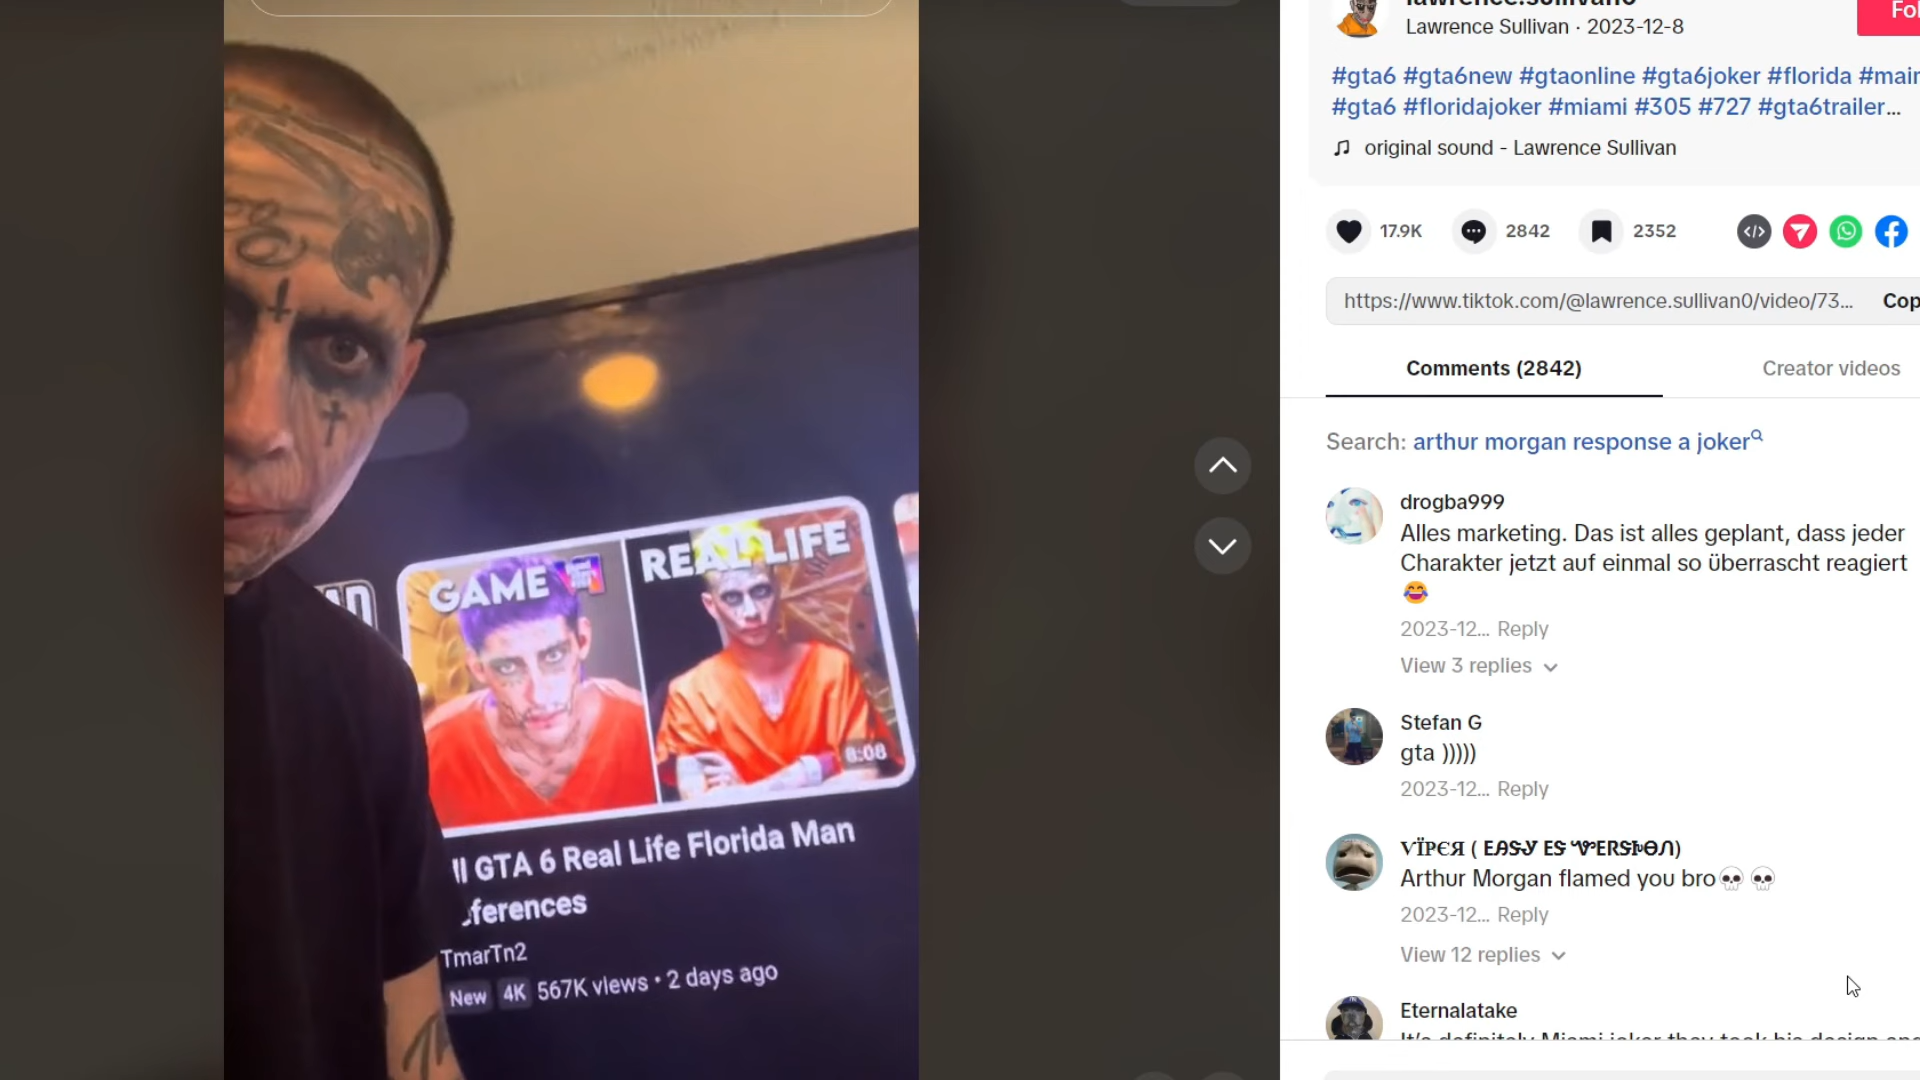 GAME
REAL LIFE
8:08
GTA 6 Real Life Florida Man
TmarTn2
New 4K 567K views • 2 days ago
Lawrence Sullivan · 2023-12-8
#gta6 #gta6new #gtaonline #gta6joker #florida #main
#gta6 #floridajoker #miami #305 #727 #gta6trailer...
original sound - Lawrence Sullivan
17.9K 2842 2352
https://www.tiktok.com/@lawrence.sullivan0/video/73... Cop
Comments (2842) Creator videos
Search: arthur morgan response a joker
drogba999
Alles marketing. Das ist alles geplant, dass jeder
Charakter jetzt auf einmal so überrascht reagiert
😂
2023-12... Reply
View 3 replies
Stefan G
gta )))))
2023-12... Reply
Arthur Morgan flamed you bro💀💀
2023-12... Reply
View 12 replies
Eternalatake